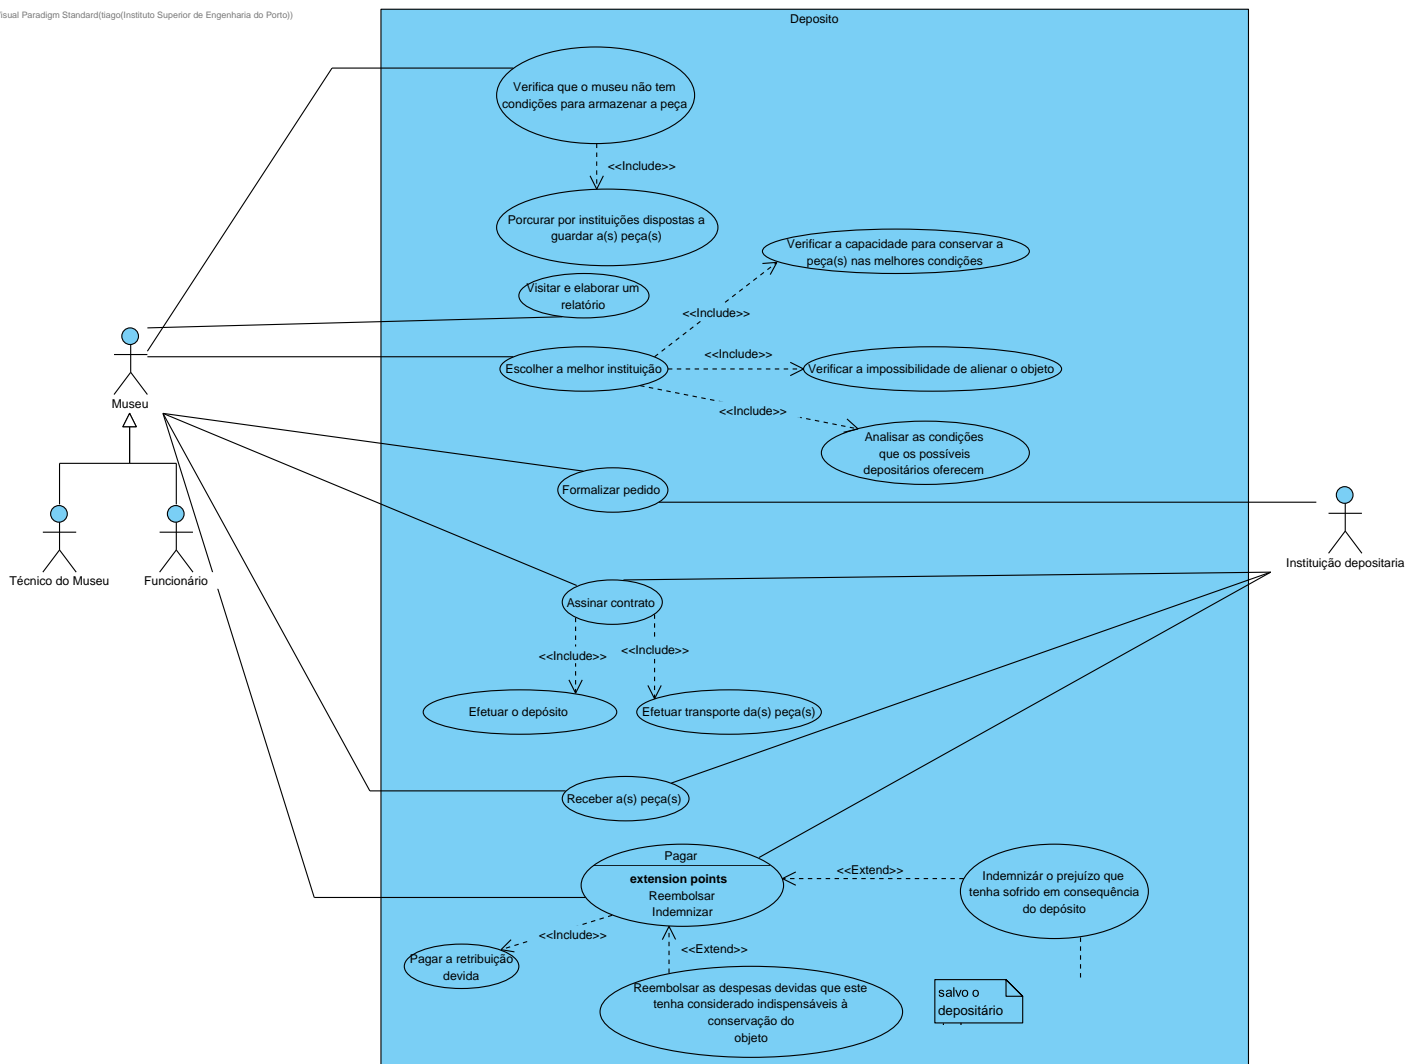 isual Paradigm Standard(tiago(Instituto Superior de Engenharia do Porto))
Deposito
Verifica que o museu não tem
condições para armazenar a peça
<<Include>>
Porcurar por instituições dispostas a
guardar a(s) peça(s)
Verificar a capacidade para conservar a
peça(s) nas melhores condições
Visitar e elaborar um
relatório
<<Include>>
Escolher a melhor instituição
<<Include>>
Verificar a impossibilidade de alienar o objeto
<<Include>>
Analisar as condições
que os possíveis
depositários oferecem
Museu
Formalizar pedido
Técnico do Museu
Funcionário
Instituição depositaria
Assinar contrato
<<Include>>
<<Include>>
Efetuar o depósito
Efetuar transporte da(s) peça(s)
Receber a(s) peça(s)
Pagar
extension points
Reembolsar
Indemnizar
<<Extend>>
Indemnizár o prejuízo que
tenha sofrido em consequência
do depósito
<<Include>>
<<Extend>>
Pagar a retribuição
devida
Reembolsar as despesas devidas que este
tenha considerado indispensáveis à
conservação do
objeto
salvo o
depositário